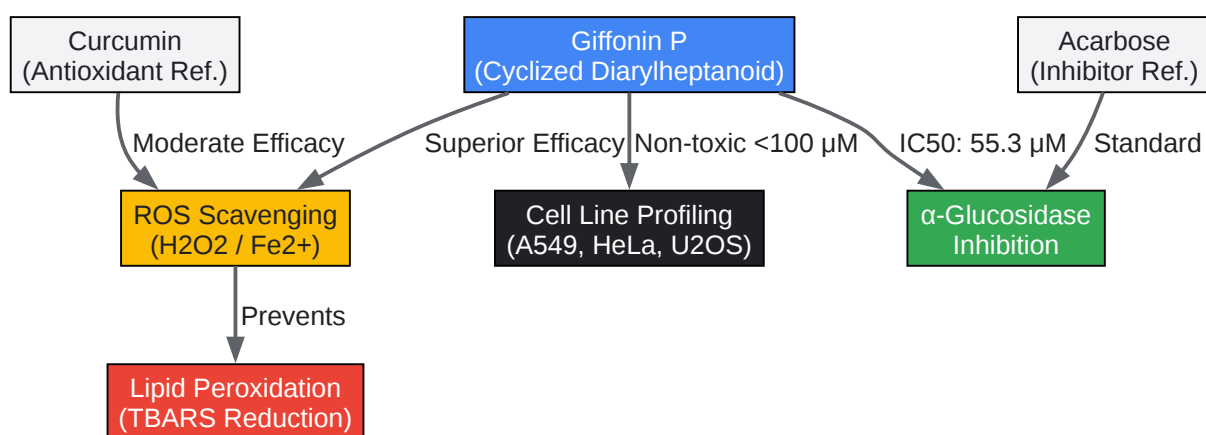 Curcumin
(Antioxidant Ref.)
Giffonin P
(Cyclized Diarylheptanoid)
Acarbose
(Inhibitor Ref.)
Moderate Efficacy
Superior Efficacy
Non-toxic <100 μM
IC50: 55.3 μM
Standard
ROS Scavenging
(H2O2 / Fe2+)
Cell Line Profiling
(A549, HeLa, U2OS)
α-Glucosidase
Inhibition
Prevents
Lipid Peroxidation
(TBARS Reduction)